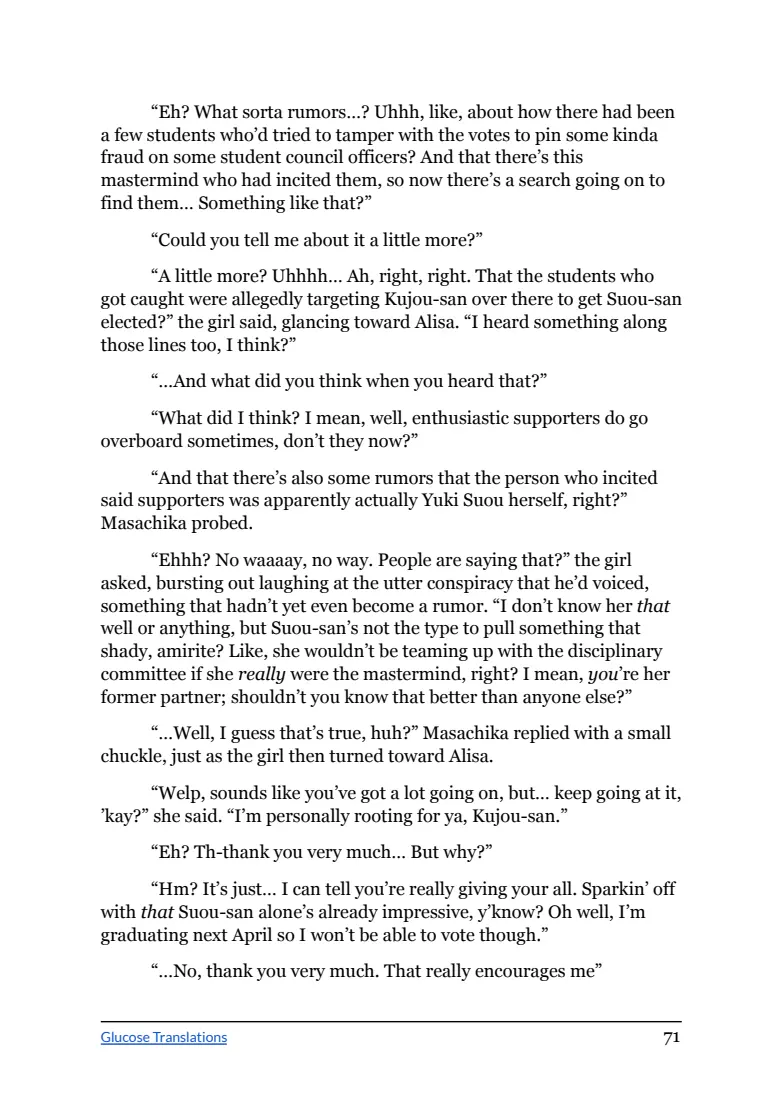 “Eh? What sorta rumors…? Uhhh, like, about how there had been
a few students who’d tried to tamper with the votes to pin some kinda
fraud on some student council officers? And that there’s this
mastermind who had incited them, so now there’s a search going on to
find them… Something like that?”
“Could you tell me about it a little more?”
“A little more? Uhhhh… Ah, right, right. That the students who
got caught were allegedly targeting Kujou-san over there to get Suou-san
elected?” the girl said, glancing toward Alisa. “I heard something along
those lines too, I think?”
“…And what did you think when you heard that?”
“What did I think? I mean, well, enthusiastic supporters do go
overboard sometimes, don’t they now?”
“And that there’s also some rumors that the person who incited
said supporters was apparently actually Yuki Suou herself, right?”
Masachika probed.
“Ehhh? No waaaay, no way. People are saying that?” the girl
asked, bursting out laughing at the utter conspiracy that he’d voiced,
something that hadn’t yet even become a rumor. “I don’t know her that
well or anything, but Suou-san’s not the type to pull something that
shady, amirite? Like, she wouldn’t be teaming up with the disciplinary
committee if she really were the mastermind, right? I mean, you’re her
former partner; shouldn’t you know that better than anyone else?”
“…Well, I guess that’s true, huh?” Masachika replied with a small
chuckle, just as the girl then turned toward Alisa.
“Welp, sounds like you’ve got a lot going on, but… keep going at it,
’kay?” she said. “I’m personally rooting for ya, Kujou-san.”
“Eh? Th-thank you very much… But why?”
“Hm? It’s just… I can tell you’re really giving your all. Sparkin’ off
with that Suou-san alone’s already impressive, y’know? Oh well, I’m
graduating next April so I won’t be able to vote though.”
“…No, thank you very much. That really encourages me”
Glucose Translations 71